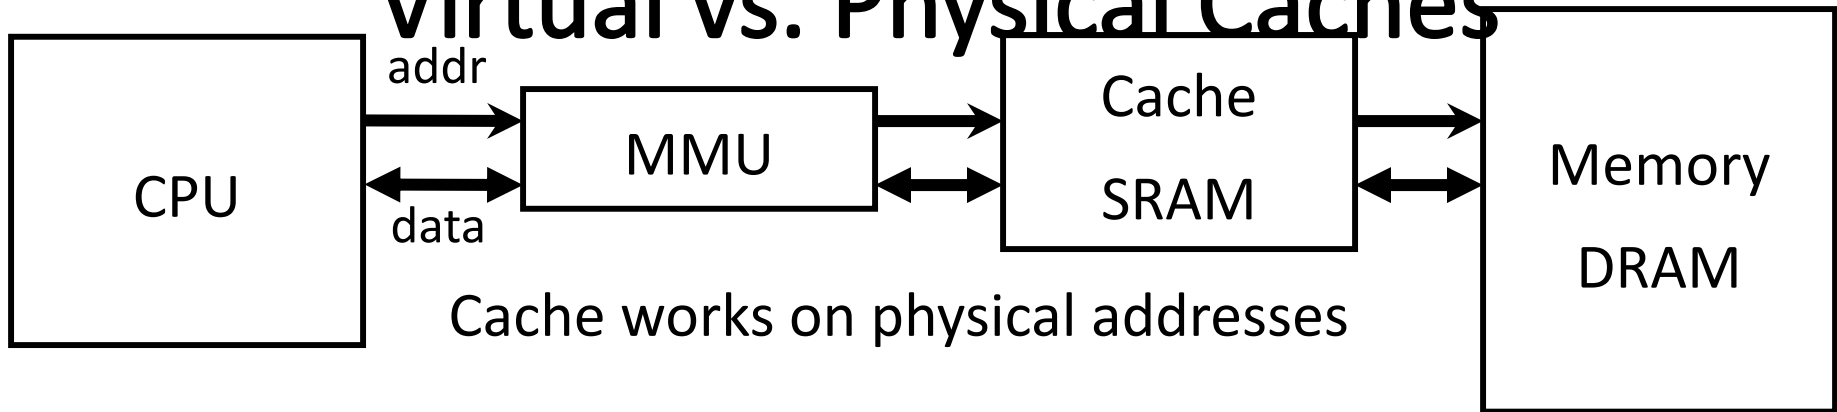 Virtual vs. Physical Caches
addr
CPU
data
MMU
Cache
SRAM
Memory
DRAM
Cache works on physical addresses